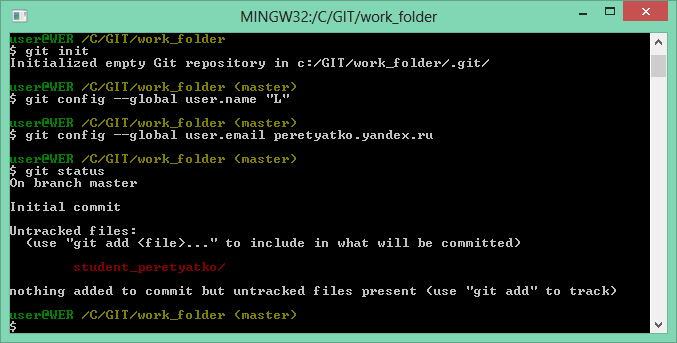 MINGW32:/C/GIT/work_folder
user@WER /C/GIT/work_folder
$ git init
Initialized empty Git repository in c:/GIT/work_folder/.git/
user@WER /C/GIT/work_folder (master)
$ git config --global user.name "L"
user@WER /C/GIT/work_folder (master)
$ git config --global user.email peretyatko.yandex.ru
user@WER /C/GIT/work_folder (master)
$ git status
On branch master
Initial commit
Untracked files:
(use "git add <file>..." to include in what will be committed)
student_peretyatko/
nothing added to commit but untracked files present (use "git add" to track)
user@WER /C/GIT/work_folder (master)
$